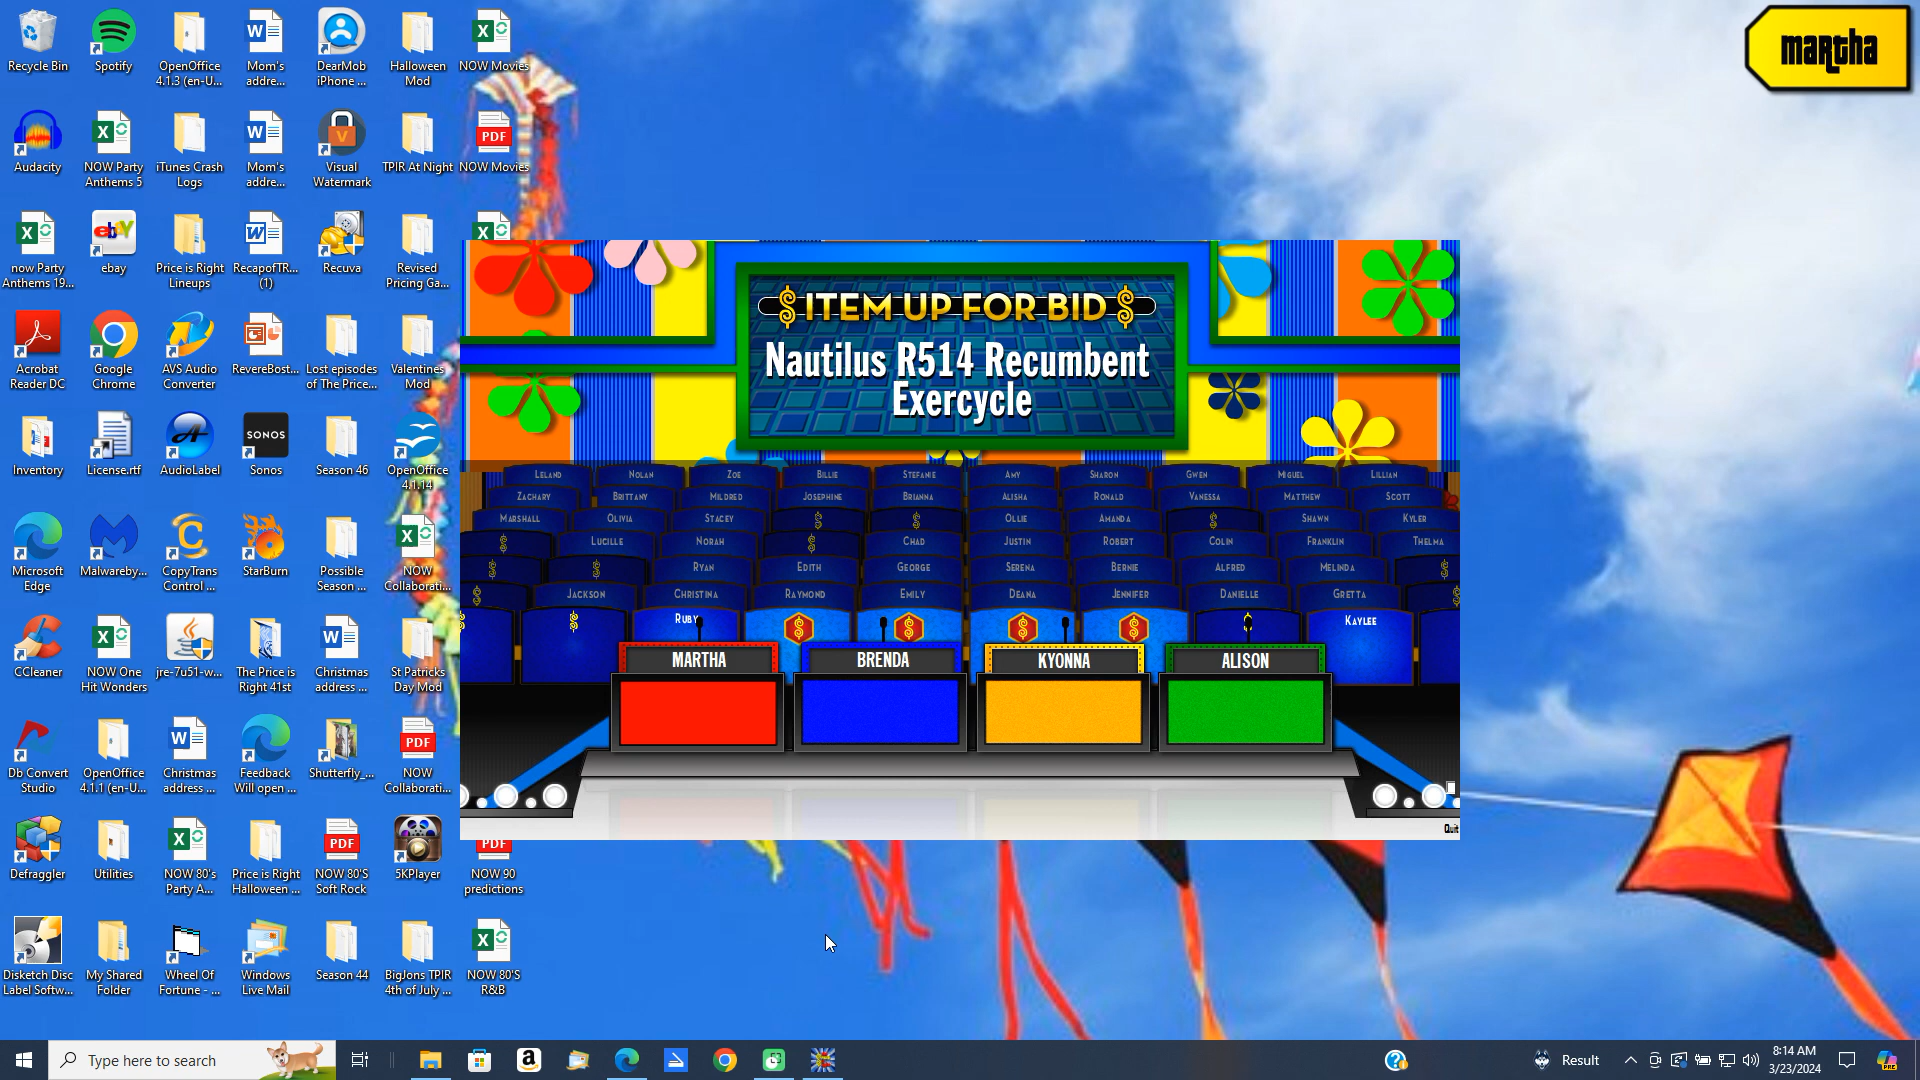 Recycle Bin
Spotify
OpenOffice
4.1.3 (en-U...
Mom's
addre...
DearMob
iPhone ...
Halloween
Mod
NOW Movies
martha
Audacity
NOW Party
Anthems 5
iTunes Crash
Logs
Mom's
addre...
Visual
Watermark
TPIR At Night
PDF
NOW Movies
now Party
Anthems 19...
ebay
Price is Right
Lineups
RecapofTR...
(1)
Recuva
Revised
Pricing Ga...
Acrobat
Reader DC
Google
Chrome
AVS Audio
Converter
RevereBost...
Lost episodes
of The Price...
Valentines
Mod
Inventory
License.rtf
AudioLabel
SONOS
Sonos
Season 46
OpenOffice
4.1.14
Microsoft
Edge
Malwareby...
CopyTrans
Control ...
StarBurn
Possible
Season ...
NOW
Collaborati...
CCleaner
NOW One
Hit Wonders
jre-7u51-w...
The Price is
Right 41st
Christmas
address ...
St Patricks
Day Mod
Db Convert
Studio
OpenOffice
4.1.1 (en-U...
Christmas
address ...
Feedback
Will open ...
Shutterfly_...
PDF
NOW
Collaborati...
Defraggler
Utilities
NOW 80's
Party A...
Price is Right
Halloween ...
PDF
NOW 80'S
Soft Rock
5KPlayer
PDF
NOW 90
predictions
Disketch Disc
Label Softw...
My Shared
Folder
Wheel Of
Fortune - ...
Windows
Live Mail
Season 44
BigJons TPIR
4th of July ...
NOW 80'S
R&B
$ITEM UP FOR BID$
Nautilus R514 Recumbent
Exercycle
LELAND NOLAN ZOE BILLIE STEFANIE AMY SHARON GWEN MIGUEL LILLIAN
ZACHARY BRITTANY MILDRED JOSEPHINE BRIANNA ALISHA RONALD VANESSA MATTHEW SCOTT
MARSHALL OLIVIA STACEY $ $ OLLIE AMANDA $ SHAWN KYLER
$ LUCILLE NORAH $ CHAD JUSTIN ROBERT COLIN FRANKLIN THELMA
$ $ RYAN EDITH GEORGE SERENA BERNIE ALFRED MELINDA $
$ JACKSON CHRISTINA RAYMOND EMILY DEANA JENNIFER DANIELLE GRETTA $
$ $ RUBY $ $ $ $ $ KAYLEE
MARTHA BRENDA KYONNA ALISON
Quit
Type here to search
Result
8:14 AM
3/23/2024